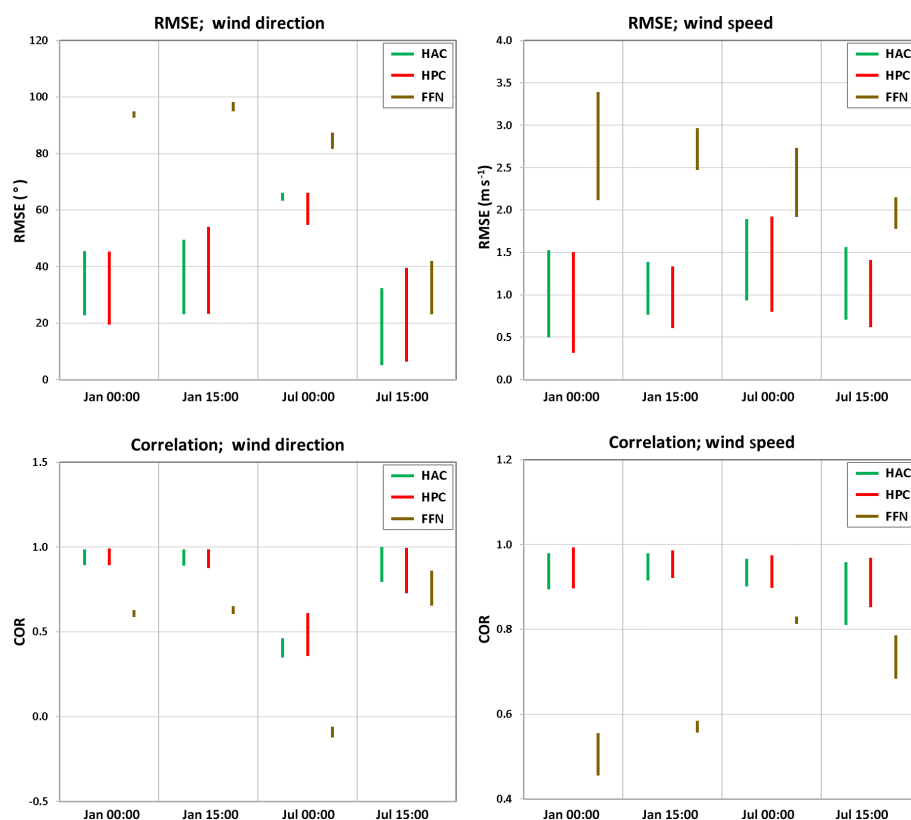 RMSE; wind direction
120
100
80
60
40
20
0
RMSE ( ° )
HAC
HPC
FFN
Jan 00:00 Jan 15:00 Jul 00:00 Jul 15:00
RMSE; wind speed
4.0
3.5
3.0
2.5
2.0
1.5
1.0
0.5
0.0
RMSE (m s-1)
HAC
HPC
FFN
Jan 00:00 Jan 15:00 Jul 00:00 Jul 15:00
Correlation; wind direction
1.5
1.0
0.5
0.0
-0.5
COR
HAC
HPC
FFN
Jan 00:00 Jan 15:00 Jul 00:00 Jul 15:00
Correlation; wind speed
1.2
1.0
0.8
0.6
0.4
COR
HAC
HPC
FFN
Jan 00:00 Jan 15:00 Jul 00:00 Jul 15:00